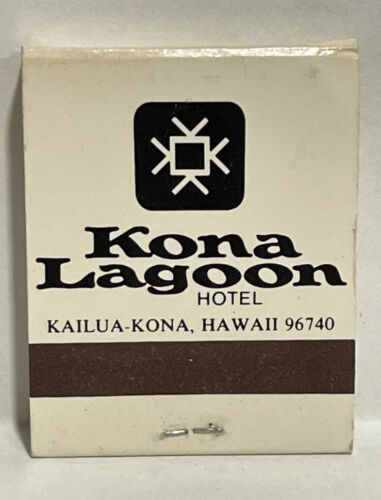 Kona
Lagoon
HOTEL
KAILUA-KONA, HAWAII 96740